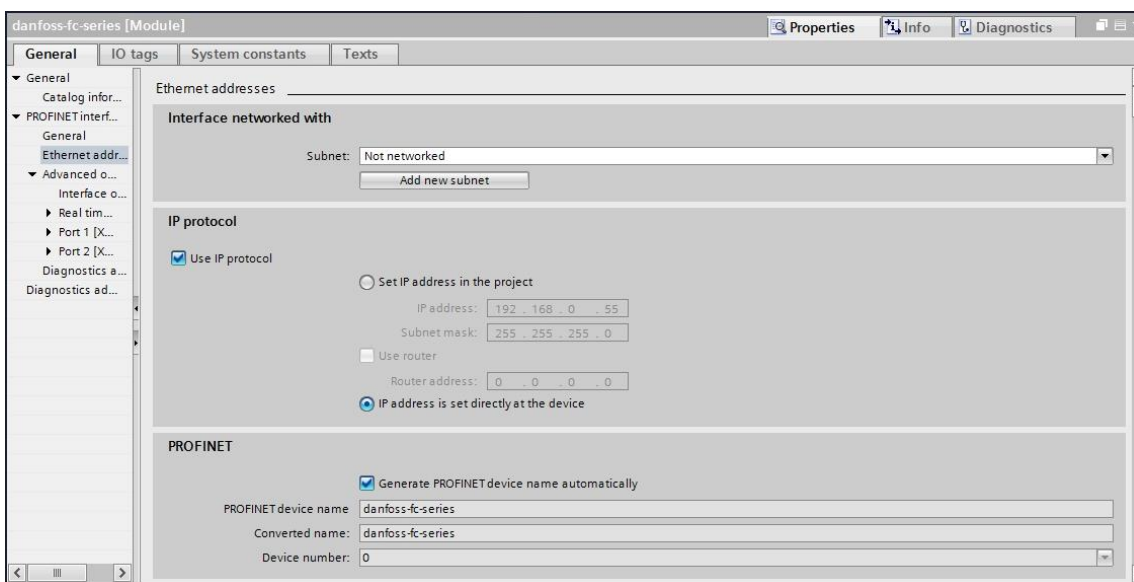 danfoss-fc-series [Module]
Properties
Info
Diagnostics
General
IO tags
System constants
Texts
General
Catalog infor...
PROFINET interf...
General
Ethernet addr...
Advanced o...
Interface o...
Real tim...
Port 1 [X...
Port 2 [X...
Diagnostics a...
Diagnostics ad...
Ethernet addresses
Interface networked with
Subnet: Not networked
Add new subnet
IP protocol
Use IP protocol
Set IP address in the project
IP address: 192 . 168 . 0 . 55
Subnet mask: 255 . 255 . 255 . 0
Use router
Router address: 0 . 0 . 0 . 0
IP address is set directly at the device
PROFINET
Generate PROFINET device name automatically
PROFINET device name danfoss-fc-series
Converted name: danfoss-fc-series
Device number: 0